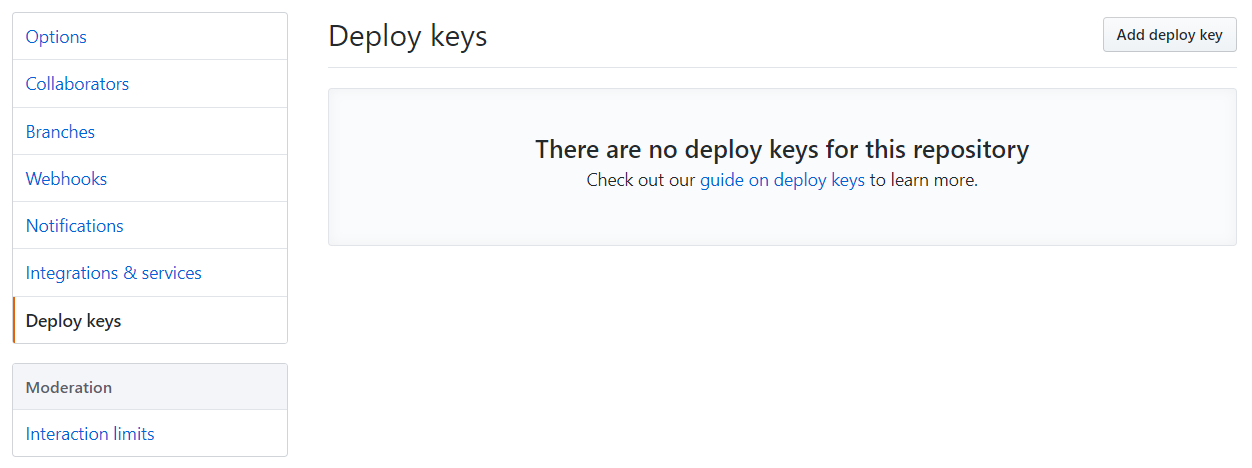 Options
Collaborators
Branches
Webhooks
Notifications
Integrations & services
Deploy keys
Moderation
Interaction limits
Deploy keys
Add deploy key
There are no deploy keys for this repository
Check out our guide on deploy keys to learn more.